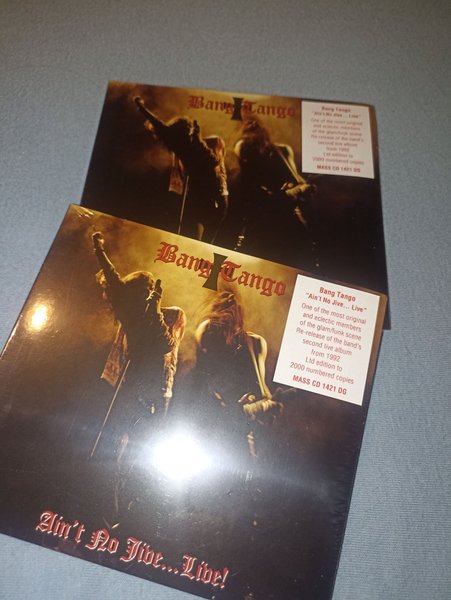 Bang Tango
Bang Tango
"Ain't No Jive... Live"
One of the most original
and eclectic members
of the glam/funk scene
Re-release of the band's
second live album
from 1992
Ltd edition to
2000 numbered copies
MASS CD 1421 DG
Bang Tango
Bang Tango
"Ain't No Jive... Live"
One of the most original
and eclectic members
of the glam/funk scene
Re-release of the band's
second live album
from 1992
Ltd edition to
2000 numbered copies
MASS CD 1421 DG
Ain't No Jive...Live!